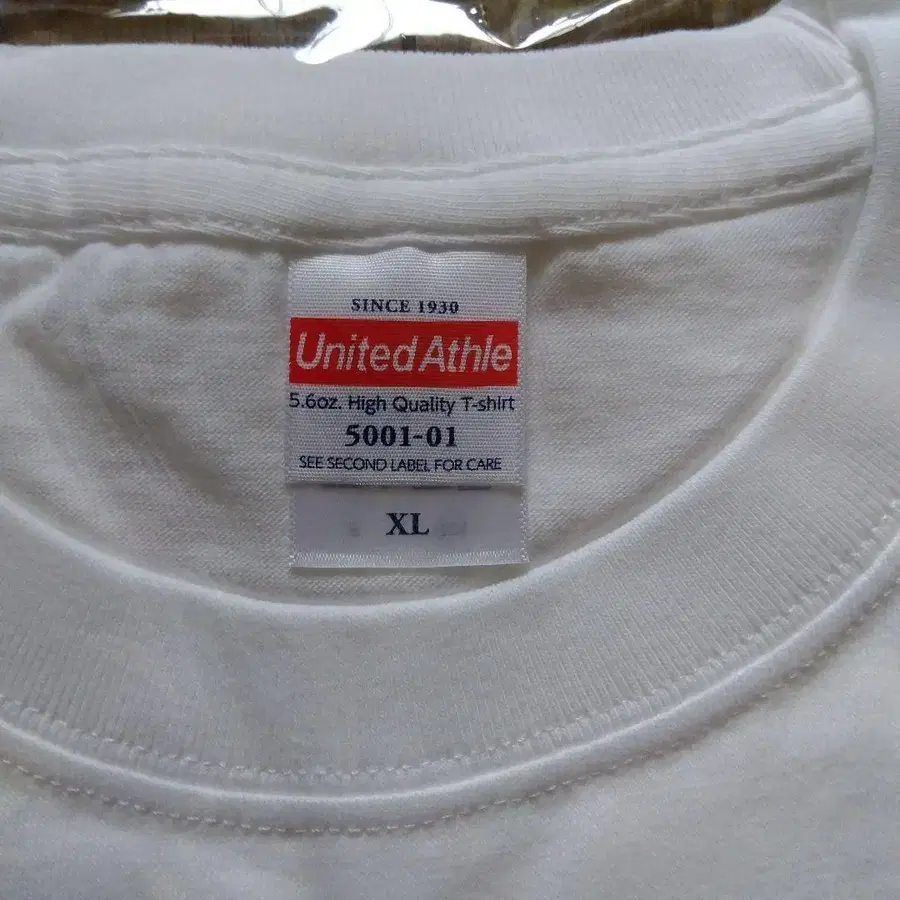 SINCE 1930
United Athle
5.6oz. High Quality T-shirt
5001-01
SEE SECOND LABEL FOR CARE
XL